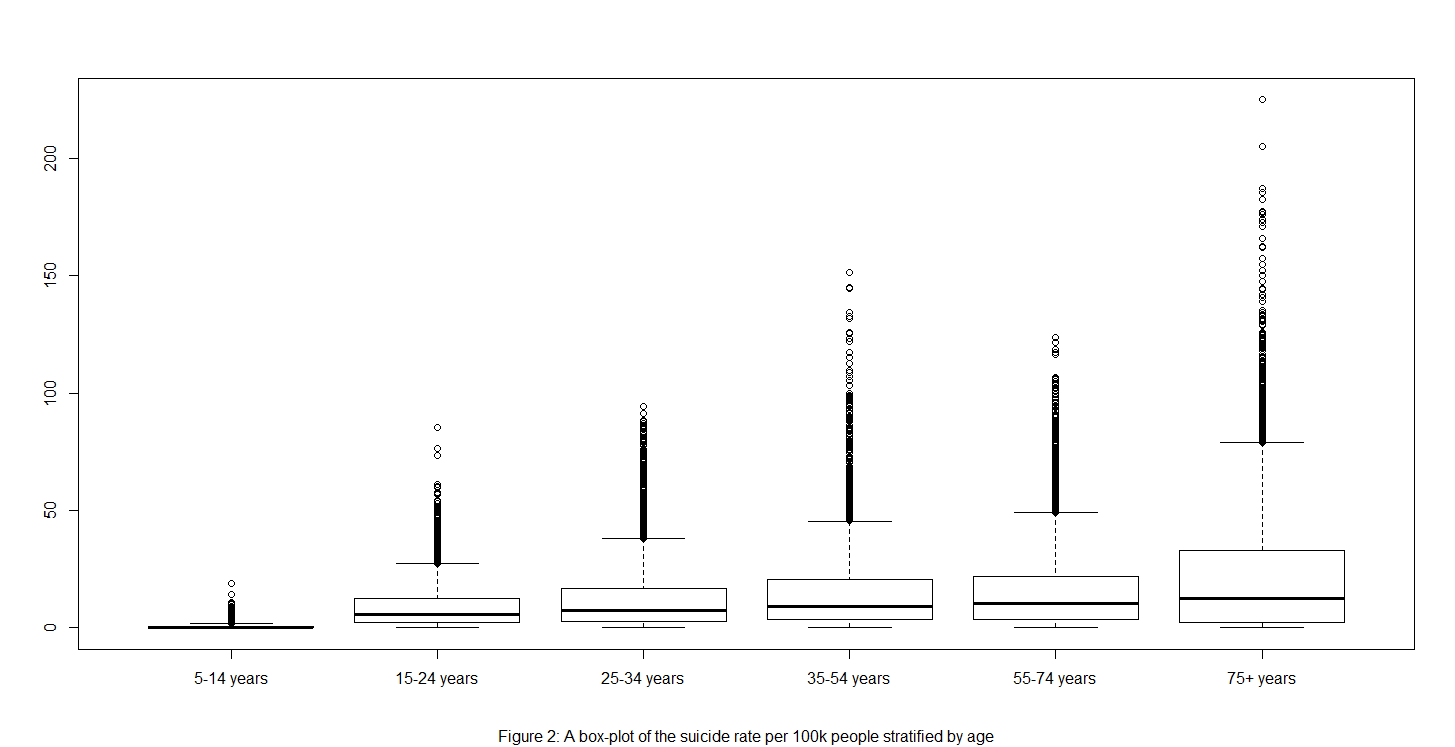 200
150
100
50
0
5-14 years 15-24 years 25-34 years 35-54 years 55-74 years 75+ years
Figure 2: A box-plot of the suicide rate per 100k people stratified by age